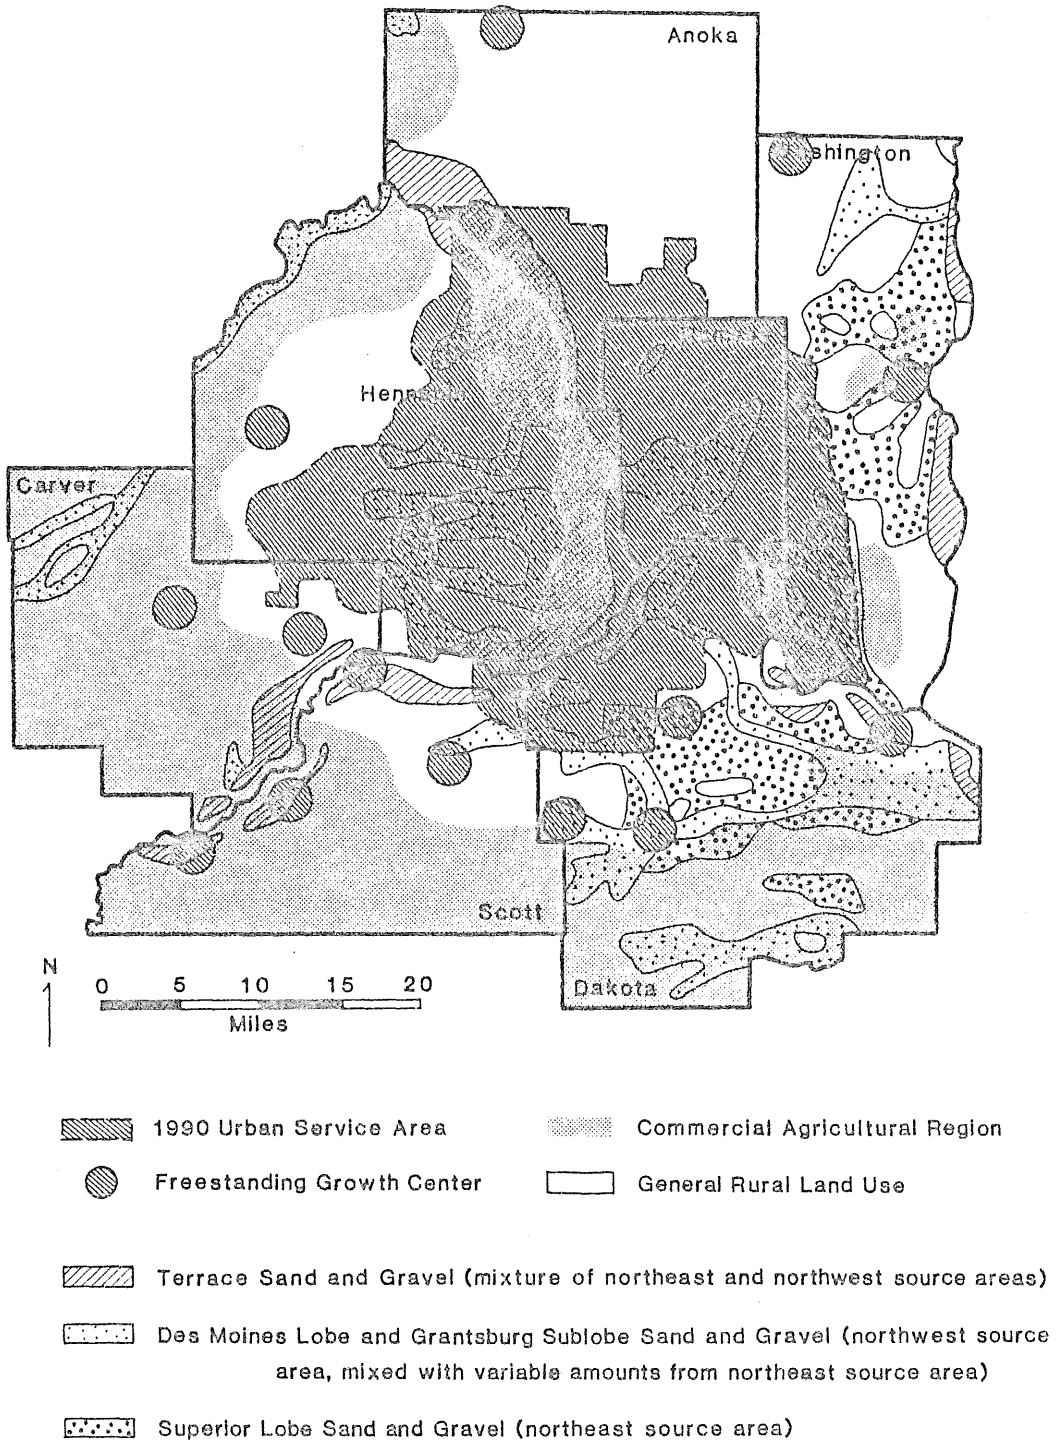 Anoka
shington
Hennepin
Carver
Scott
Dakota
N
0 5 10 15 20
Miles
1990 Urban Service Area
Commercial Agricultural Region
Freestanding Growth Center
General Rural Land Use
Terrace Sand and Gravel (mixture of northeast and northwest source areas)
Des Moines Lobe and Grantsburg Sublobe Sand and Gravel (northwest source
area, mixed with variable amounts from northeast source area)
Superior Lobe Sand and Gravel (northeast source area)